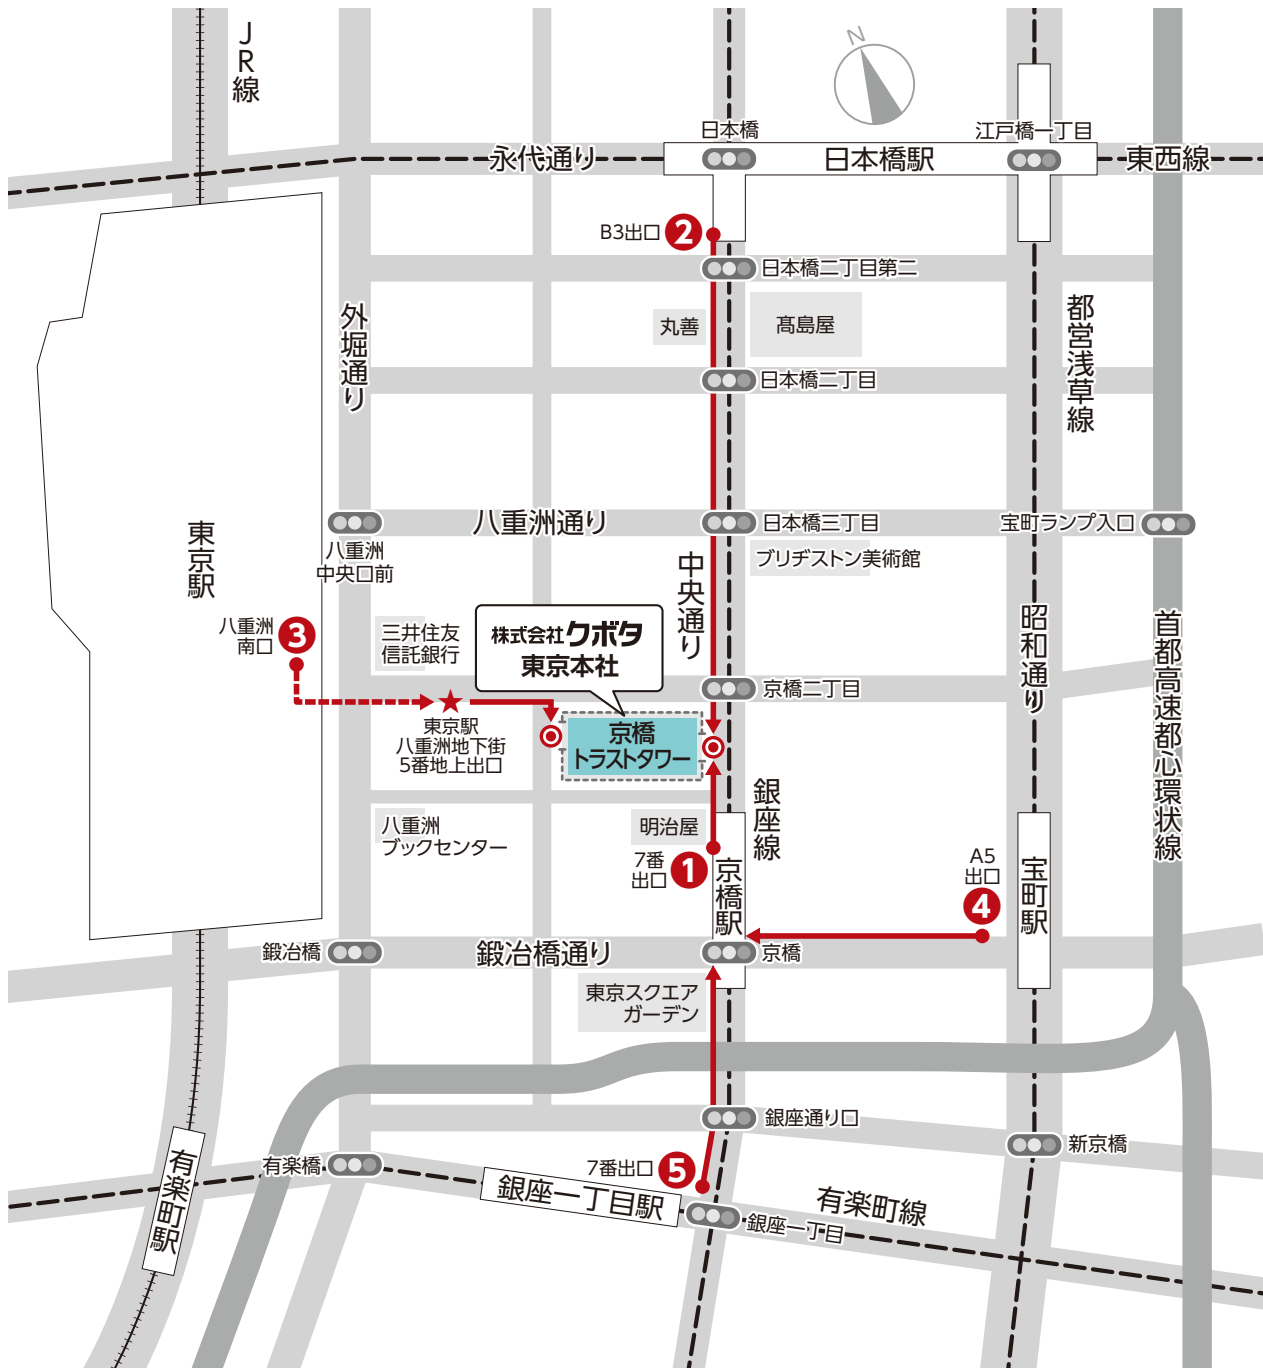 JR線
N
日本橋
江戸橋一丁目
永代通り
日本橋駅
東西線
B3出口
2
日本橋二丁目第二
丸善
髙島屋
外堀通り
都営浅草線
日本橋二丁目
八重洲通り
日本橋三丁目
宝町ランプ入口
東京駅
八重洲
中央口前
中央通り
ブリヂストン美術館
八重洲
南口
3
三井住友
信託銀行
株式会社クボタ
東京本社
昭和通り
首都高速都心環状線
京橋二丁目
東京駅
八重洲地下街
5番地上出口
京橋
トラストタワー
銀座線
八重洲
ブックセンター
明治屋
7番
出口
1
京橋駅
A5
出口
4
宝町駅
鍛冶橋
鍛冶橋通り
京橋
東京スクエア
ガーデン
銀座通り口
新京橋
有楽橋
有楽町駅
7番出口
5
銀座一丁目駅
有楽町線
銀座一丁目